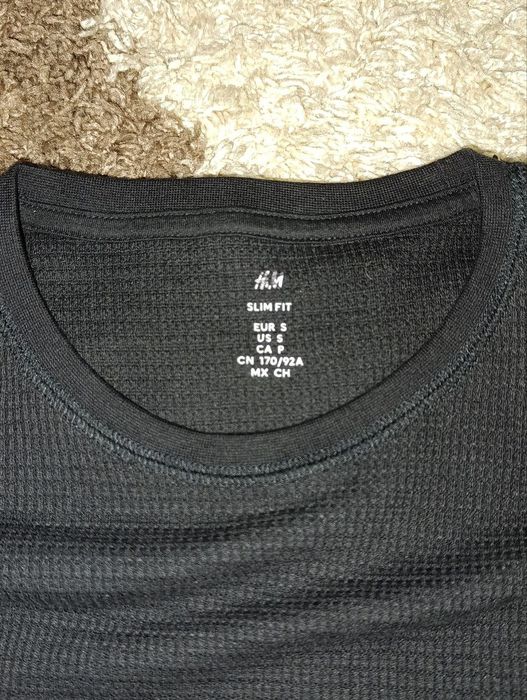 H&M
SLIM FIT
EUR S
US S
CA P
CN 170/92A
MX CH